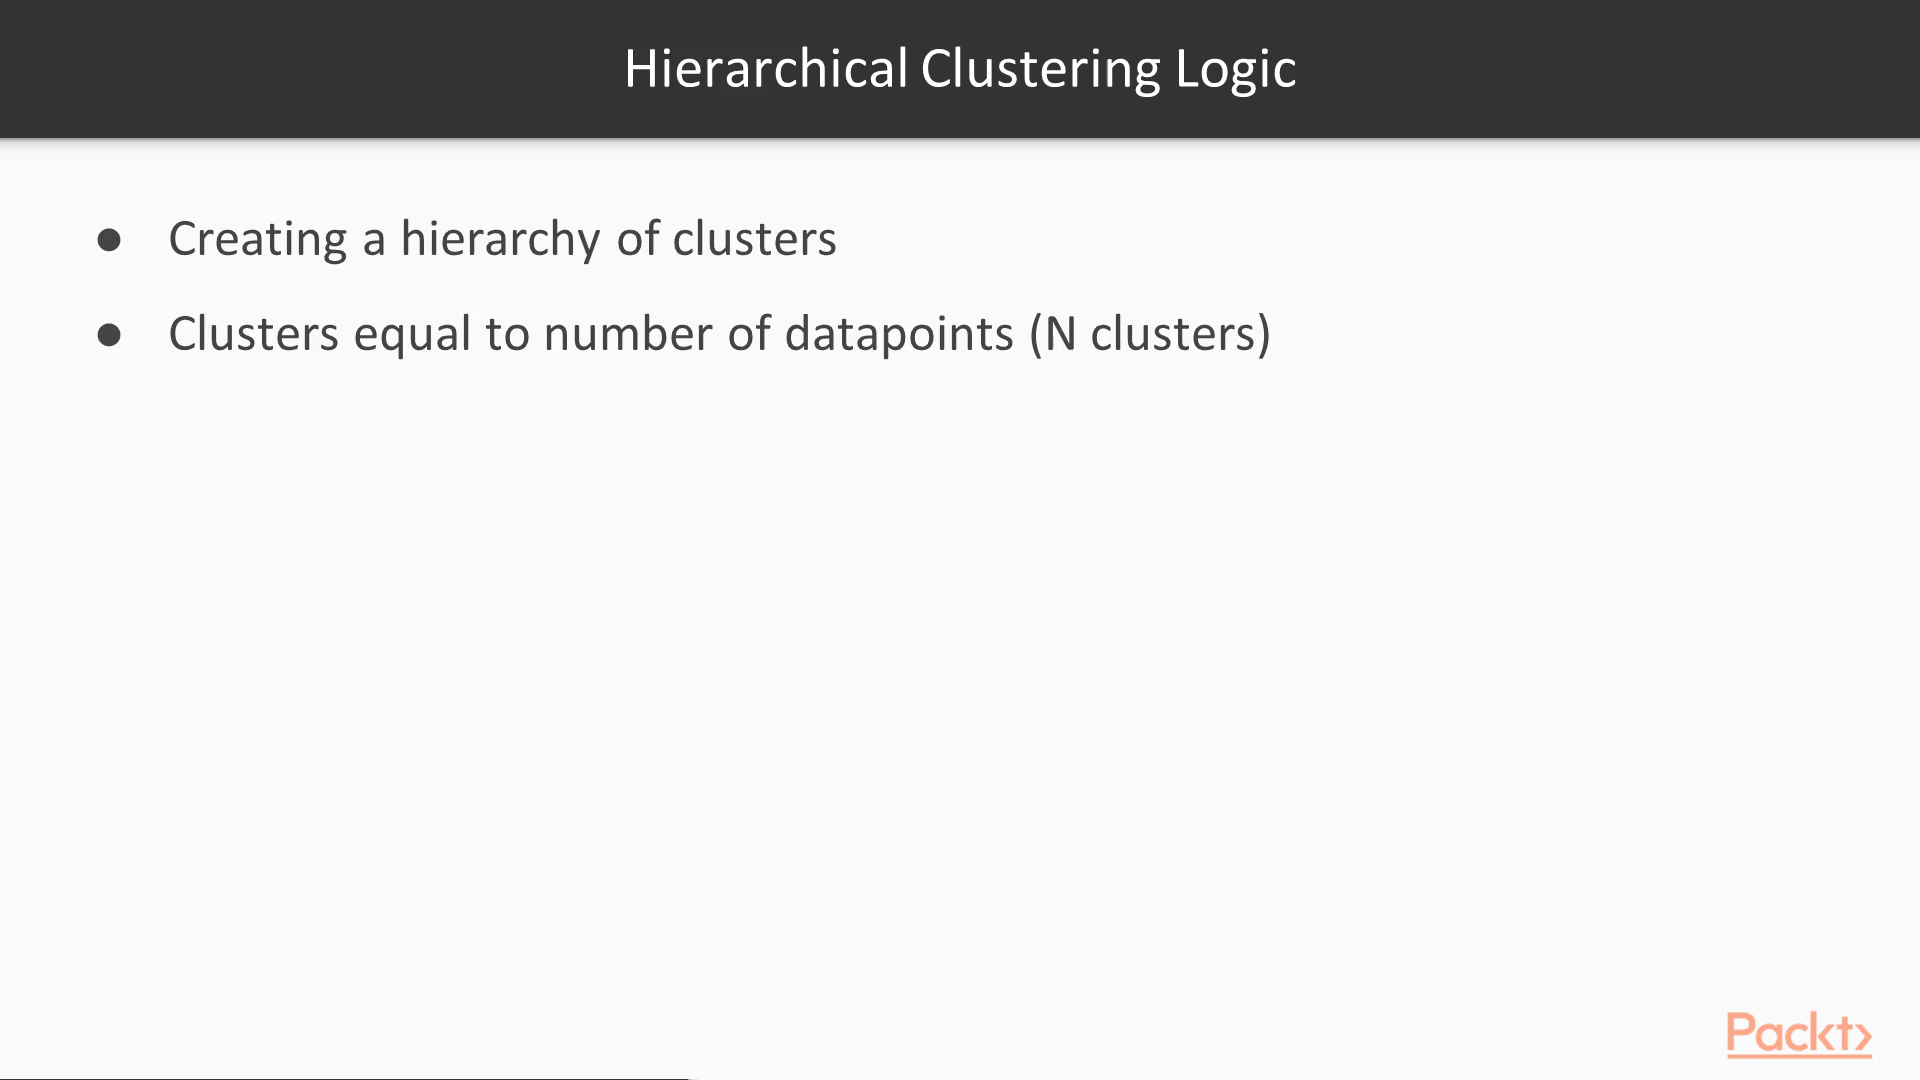 Hierarchical Clustering Logic
● Creating a hierarchy of clusters
● Clusters equal to number of datapoints (N clusters)
Packt>